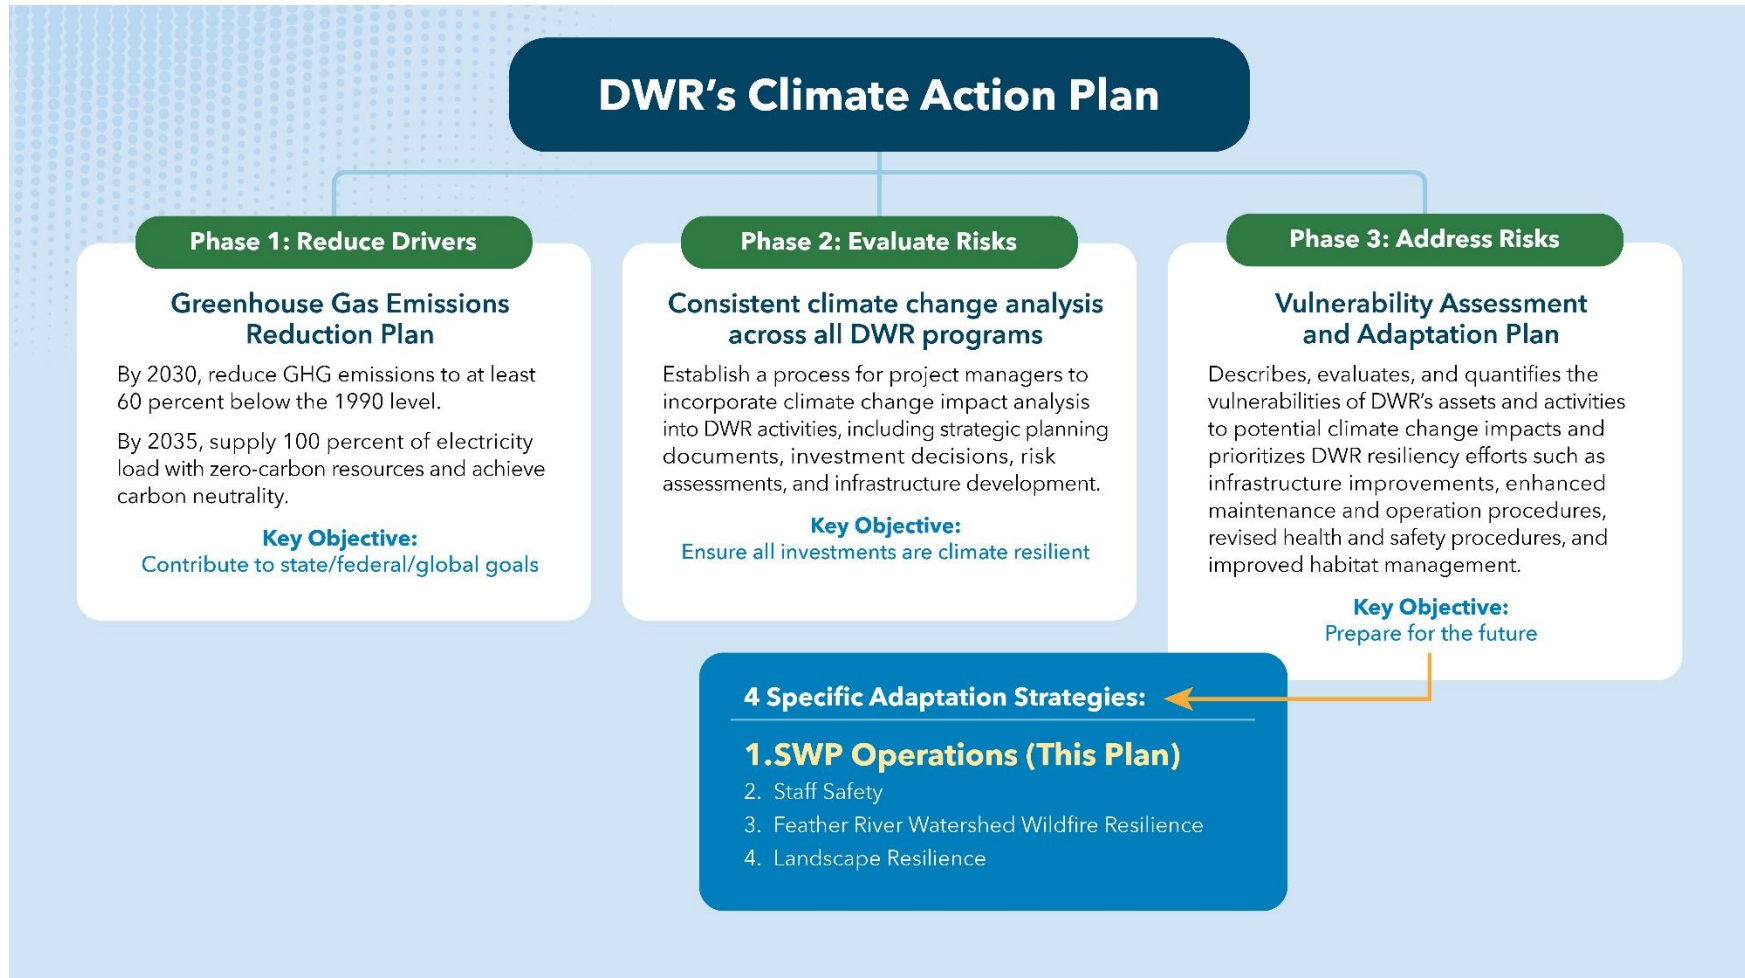 DWR’s Climate Action Plan
Phase 1: Reduce Drivers
Greenhouse Gas Emissions
Reduction Plan
By 2030, reduce GHG emissions to at least
60 percent below the 1990 level.
By 2035, supply 100 percent of electricity
load with zero-carbon resources and achieve
carbon neutrality.
Key Objective:
Contribute to state/federal/global goals
Phase 2: Evaluate Risks
Consistent climate change analysis
across all DWR programs
Establish a process for project managers to
incorporate climate change impact analysis
into DWR activities, including strategic planning
documents, investment decisions, risk
assessments, and infrastructure development.
Key Objective:
Ensure all investments are climate resilient
Phase 3: Address Risks
Vulnerability Assessment
and Adaptation Plan
Describes, evaluates, and quantifies the
vulnerabilities of DWR’s assets and activities
to potential climate change impacts and
prioritizes DWR resiliency efforts such as
infrastructure improvements, enhanced
maintenance and operation procedures,
revised health and safety procedures, and
improved habitat management.
Key Objective:
Prepare for the future
4 Specific Adaptation Strategies:
1.SWP Operations (This Plan)
2. Staff Safety
3. Feather River Watershed Wildfire Resilience
4. Landscape Resilience